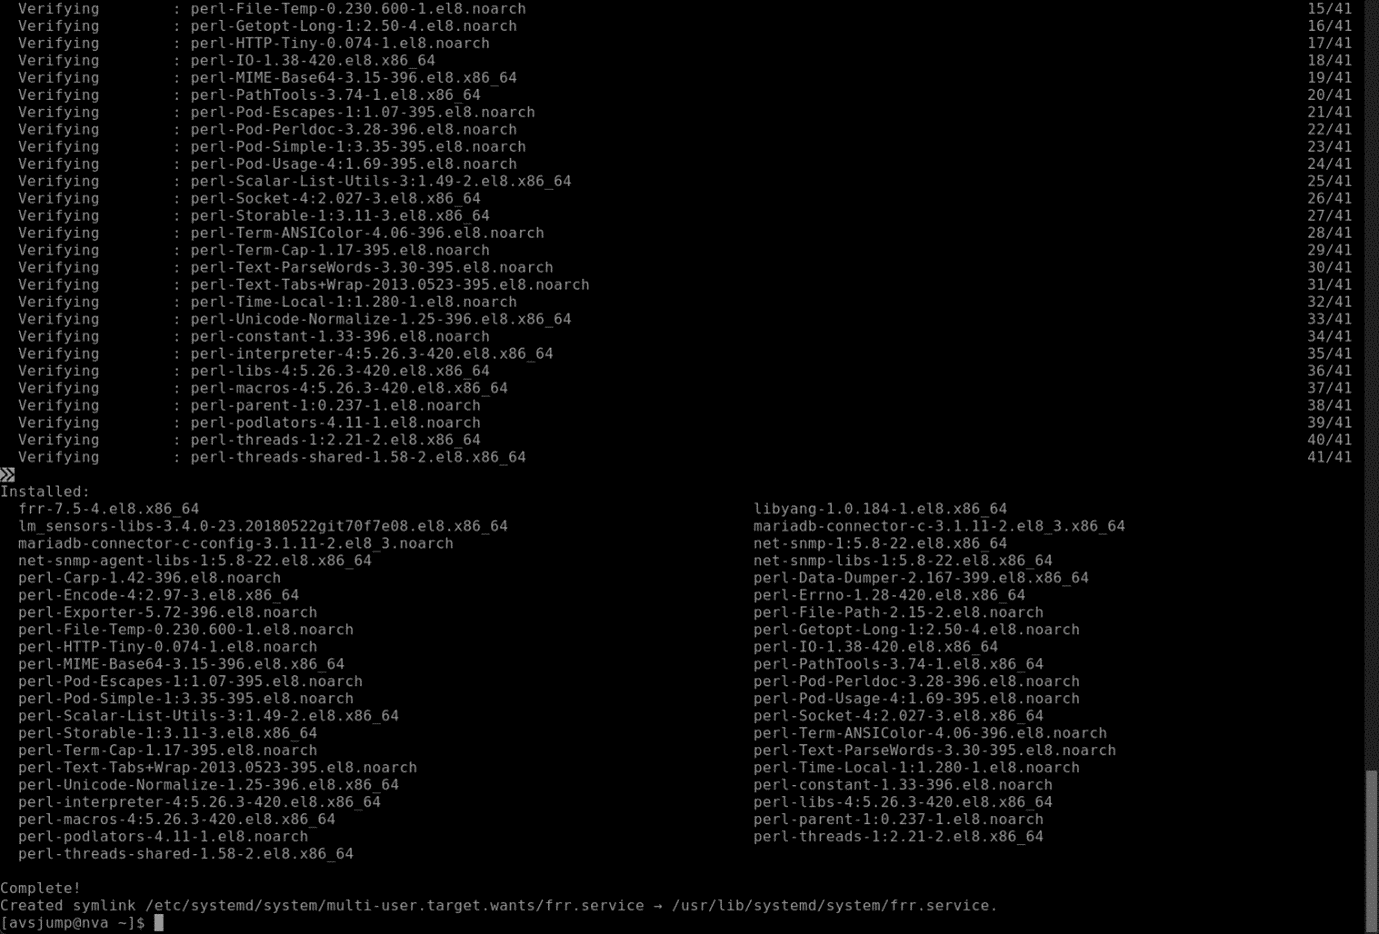 Verifying : perl-File-Temp-0.230.600-1.el8.noarch 15/41
Verifying : perl-Getopt-Long-1:2.50-4.el8.noarch 16/41
Verifying : perl-HTTP-Tiny-0.074-1.el8.noarch 17/41
Verifying : perl-IO-1.38-420.el8.x86_64 18/41
Verifying : perl-MIME-Base64-3.15-396.el8.x86_64 19/41
Verifying : perl-PathTools-3.74-1.el8.x86_64 20/41
Verifying : perl-Pod-Escapes-1:1.07-395.el8.noarch 21/41
Verifying : perl-Pod-Perldoc-3.28-396.el8.noarch 22/41
Verifying : perl-Pod-Simple-1:3.35-395.el8.noarch 23/41
Verifying : perl-Pod-Usage-4:1.69-395.el8.noarch 24/41
Verifying : perl-Scalar-List-Utils-3:1.49-2.el8.x86_64 25/41
Verifying : perl-Socket-4:2.027-3.el8.x86_64 26/41
Verifying : perl-Storable-1:3.11-3.el8.x86_64 27/41
Verifying : perl-Term-ANSIColor-4.06-396.el8.noarch 28/41
Verifying : perl-Term-Cap-1.17-395.el8.noarch 29/41
Verifying : perl-Text-ParseWords-3.30-395.el8.noarch 30/41
Verifying : perl-Text-Tabs+Wrap-2013.0523-395.el8.noarch 31/41
Verifying : perl-Time-Local-1:1.280-1.el8.noarch 32/41
Verifying : perl-Unicode-Normalize-1.25-396.el8.x86_64 33/41
Verifying : perl-constant-1.33-396.el8.noarch 34/41
Verifying : perl-interpreter-4:5.26.3-420.el8.x86_64 35/41
Verifying : perl-libs-4:5.26.3-420.el8.x86_64 36/41
Verifying : perl-macros-4:5.26.3-420.el8.x86_64 37/41
Verifying : perl-parent-1:0.237-1.el8.noarch 38/41
Verifying : perl-podlators-4.11-1.el8.noarch 39/41
Verifying : perl-threads-1:2.21-2.el8.x86_64 40/41
Verifying : perl-threads-shared-1.58-2.el8.x86_64 41/41
»
Installed:
frr-7.5-4.el8.x86_64 libyang-1.0.184-1.el8.x86_64
lm_sensors-libs-3.4.0-23.20180522git70f7e08.el8.x86_64 mariadb-connector-c-3.1.11-2.el8_3.x86_64
mariadb-connector-c-config-3.1.11-2.el8_3.noarch net-snmp-1:5.8-22.el8.x86_64
net-snmp-agent-libs-1:5.8-22.el8.x86_64 net-snmp-libs-1:5.8-22.el8.x86_64
perl-Carp-1.42-396.el8.noarch perl-Data-Dumper-2.167-399.el8.x86_64
perl-Encode-4:2.97-3.el8.x86_64 perl-Errno-1.28-420.el8.x86_64
perl-Exporter-5.72-396.el8.noarch perl-File-Path-2.15-2.el8.noarch
perl-File-Temp-0.230.600-1.el8.noarch perl-Getopt-Long-1:2.50-4.el8.noarch
perl-HTTP-Tiny-0.074-1.el8.noarch perl-IO-1.38-420.el8.x86_64
perl-MIME-Base64-3.15-396.el8.x86_64 perl-PathTools-3.74-1.el8.x86_64
perl-Pod-Escapes-1:1.07-395.el8.noarch perl-Pod-Perldoc-3.28-396.el8.noarch
perl-Pod-Simple-1:3.35-395.el8.noarch perl-Pod-Usage-4:1.69-395.el8.noarch
perl-Scalar-List-Utils-3:1.49-2.el8.x86_64 perl-Socket-4:2.027-3.el8.x86_64
perl-Storable-1:3.11-3.el8.x86_64 perl-Term-ANSIColor-4.06-396.el8.noarch
perl-Term-Cap-1.17-395.el8.noarch perl-Text-ParseWords-3.30-395.el8.noarch
perl-Text-Tabs+Wrap-2013.0523-395.el8.noarch perl-Time-Local-1:1.280-1.el8.noarch
perl-Unicode-Normalize-1.25-396.el8.x86_64 perl-constant-1.33-396.el8.noarch
perl-interpreter-4:5.26.3-420.el8.x86_64 perl-libs-4:5.26.3-420.el8.x86_64
perl-macros-4:5.26.3-420.el8.x86_64 perl-parent-1:0.237-1.el8.noarch
perl-podlators-4.11-1.el8.noarch perl-threads-1:2.21-2.el8.x86_64
perl-threads-shared-1.58-2.el8.x86_64
Complete!
Created symlink /etc/systemd/system/multi-user.target.wants/frr.service → /usr/lib/systemd/system/frr.service.
[avsjump@nva ~]$